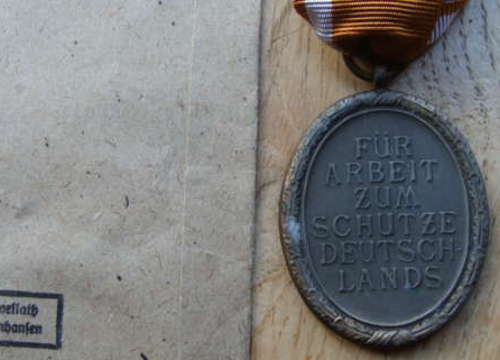 FÜR
ARBEIT
ZUM
SCHUTZE
DEUTSCH-
LANDS